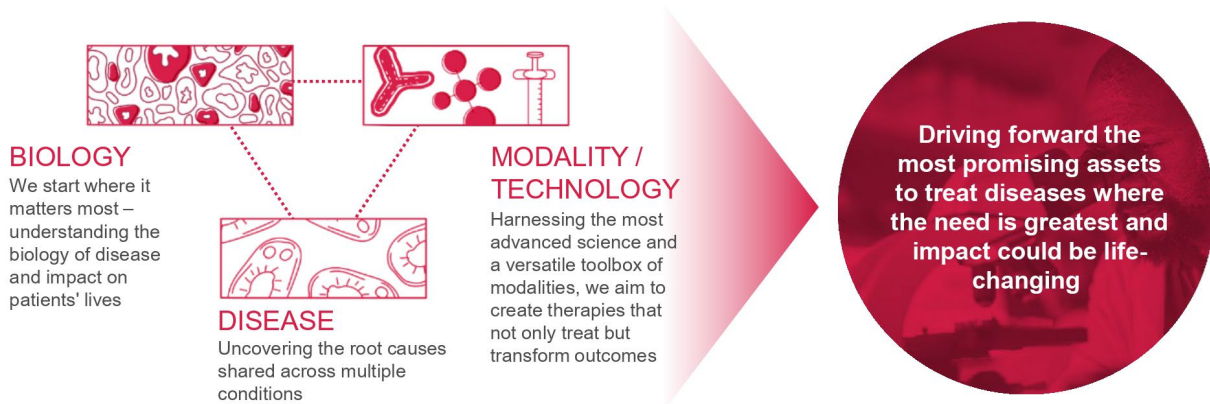 BIOLOGY
We start where it
matters most –
understanding the
biology of disease
and impact on
patients' lives
DISEASE
Uncovering the root causes
shared across multiple
conditions
MODALITY /
TECHNOLOGY
Harnessing the most
advanced science and
a versatile toolbox of
modalities, we aim to
create therapies that
not only treat but
transform outcomes
Driving forward the
most promising assets
to treat diseases where
the need is greatest and
impact could be life-
changing